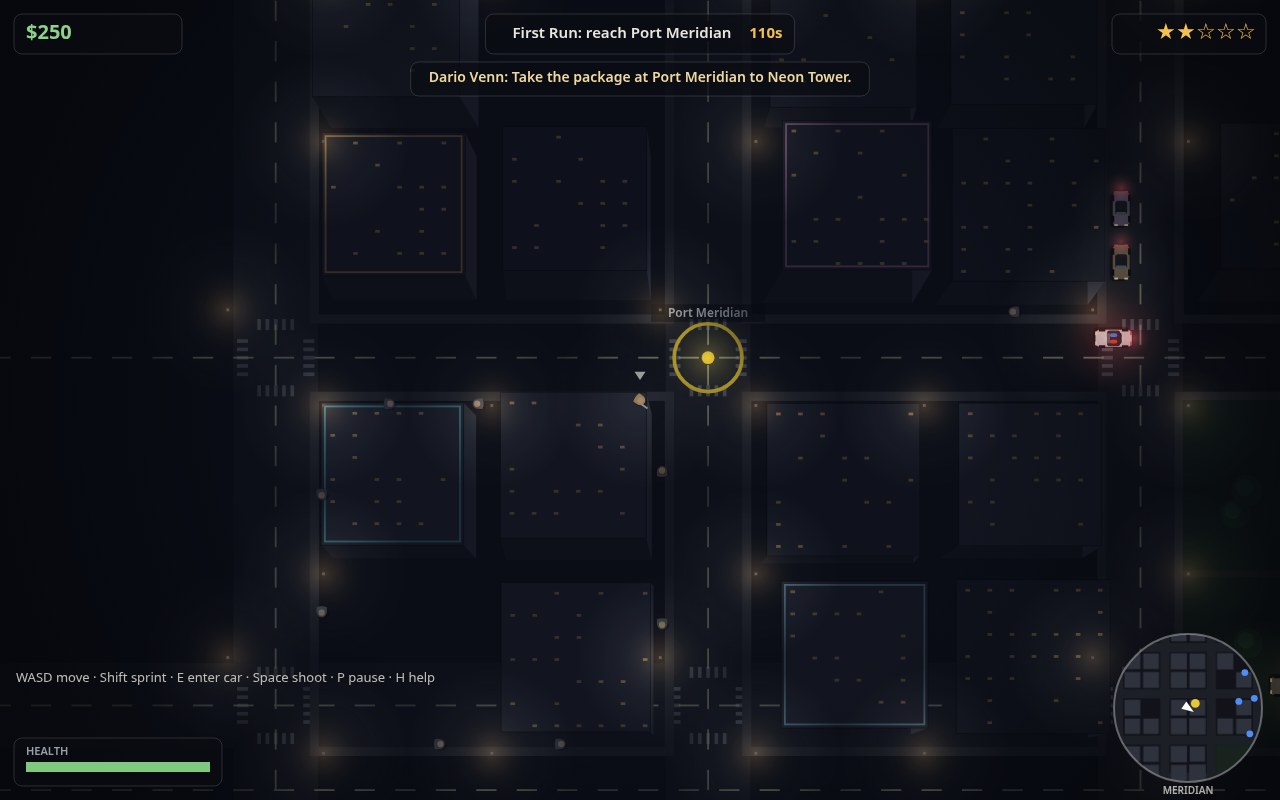 $250
First Run: reach Port Meridian 110s
★★☆☆☆
Dario Venn: Take the package at Port Meridian to Neon Tower.
Port Meridian
WASD move · Shift sprint · E enter car · Space shoot · P pause · H help
HEALTH
MERIDIAN